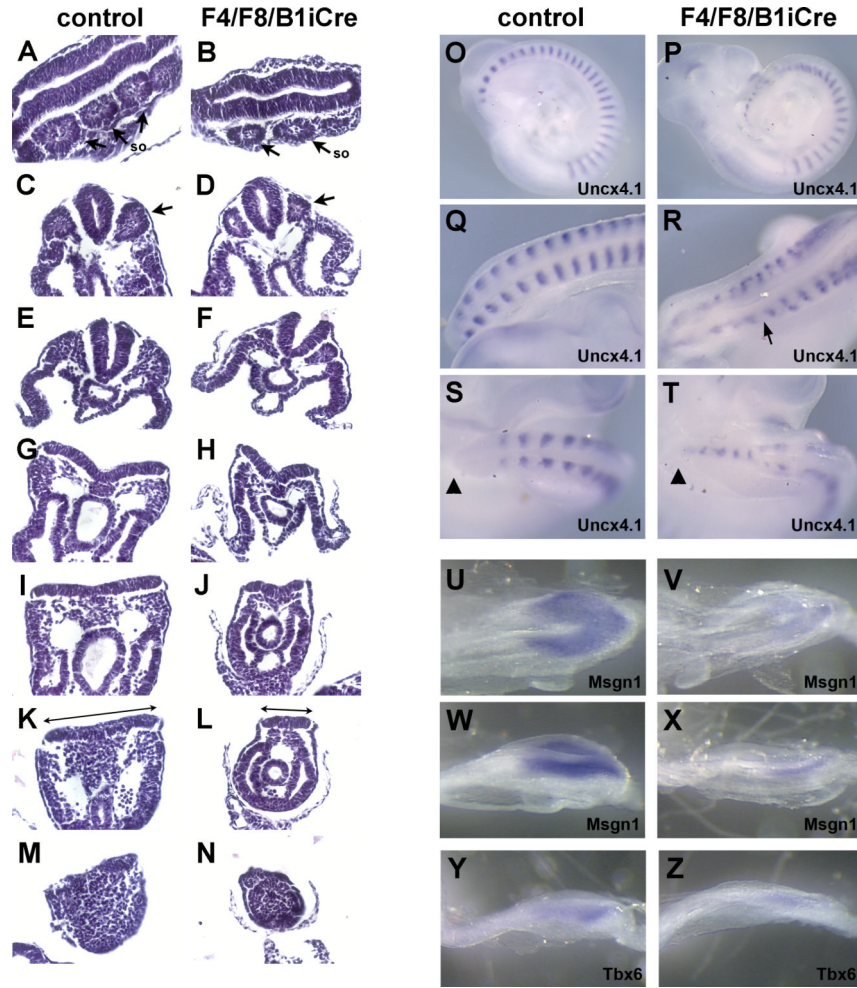 control F4/F8/B1iCre control F4/F8/B1iCre
A B O P
so so
Uncx4.1 Uncx4.1
C D
Q R
E F
Uncx4.1 Uncx4.1
S T
G H
Uncx4.1 Uncx4.1
I J U V
Msgn1 Msgn1
K L W X
Msgn1 Msgn1
M N Y Z
Tbx6 Tbx6